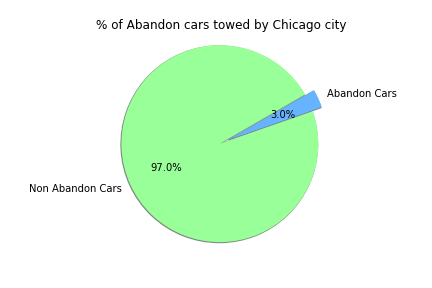 % of Abandon cars towed by Chicago city
Abandon Cars
3.0%
97.0%
Non Abandon Cars